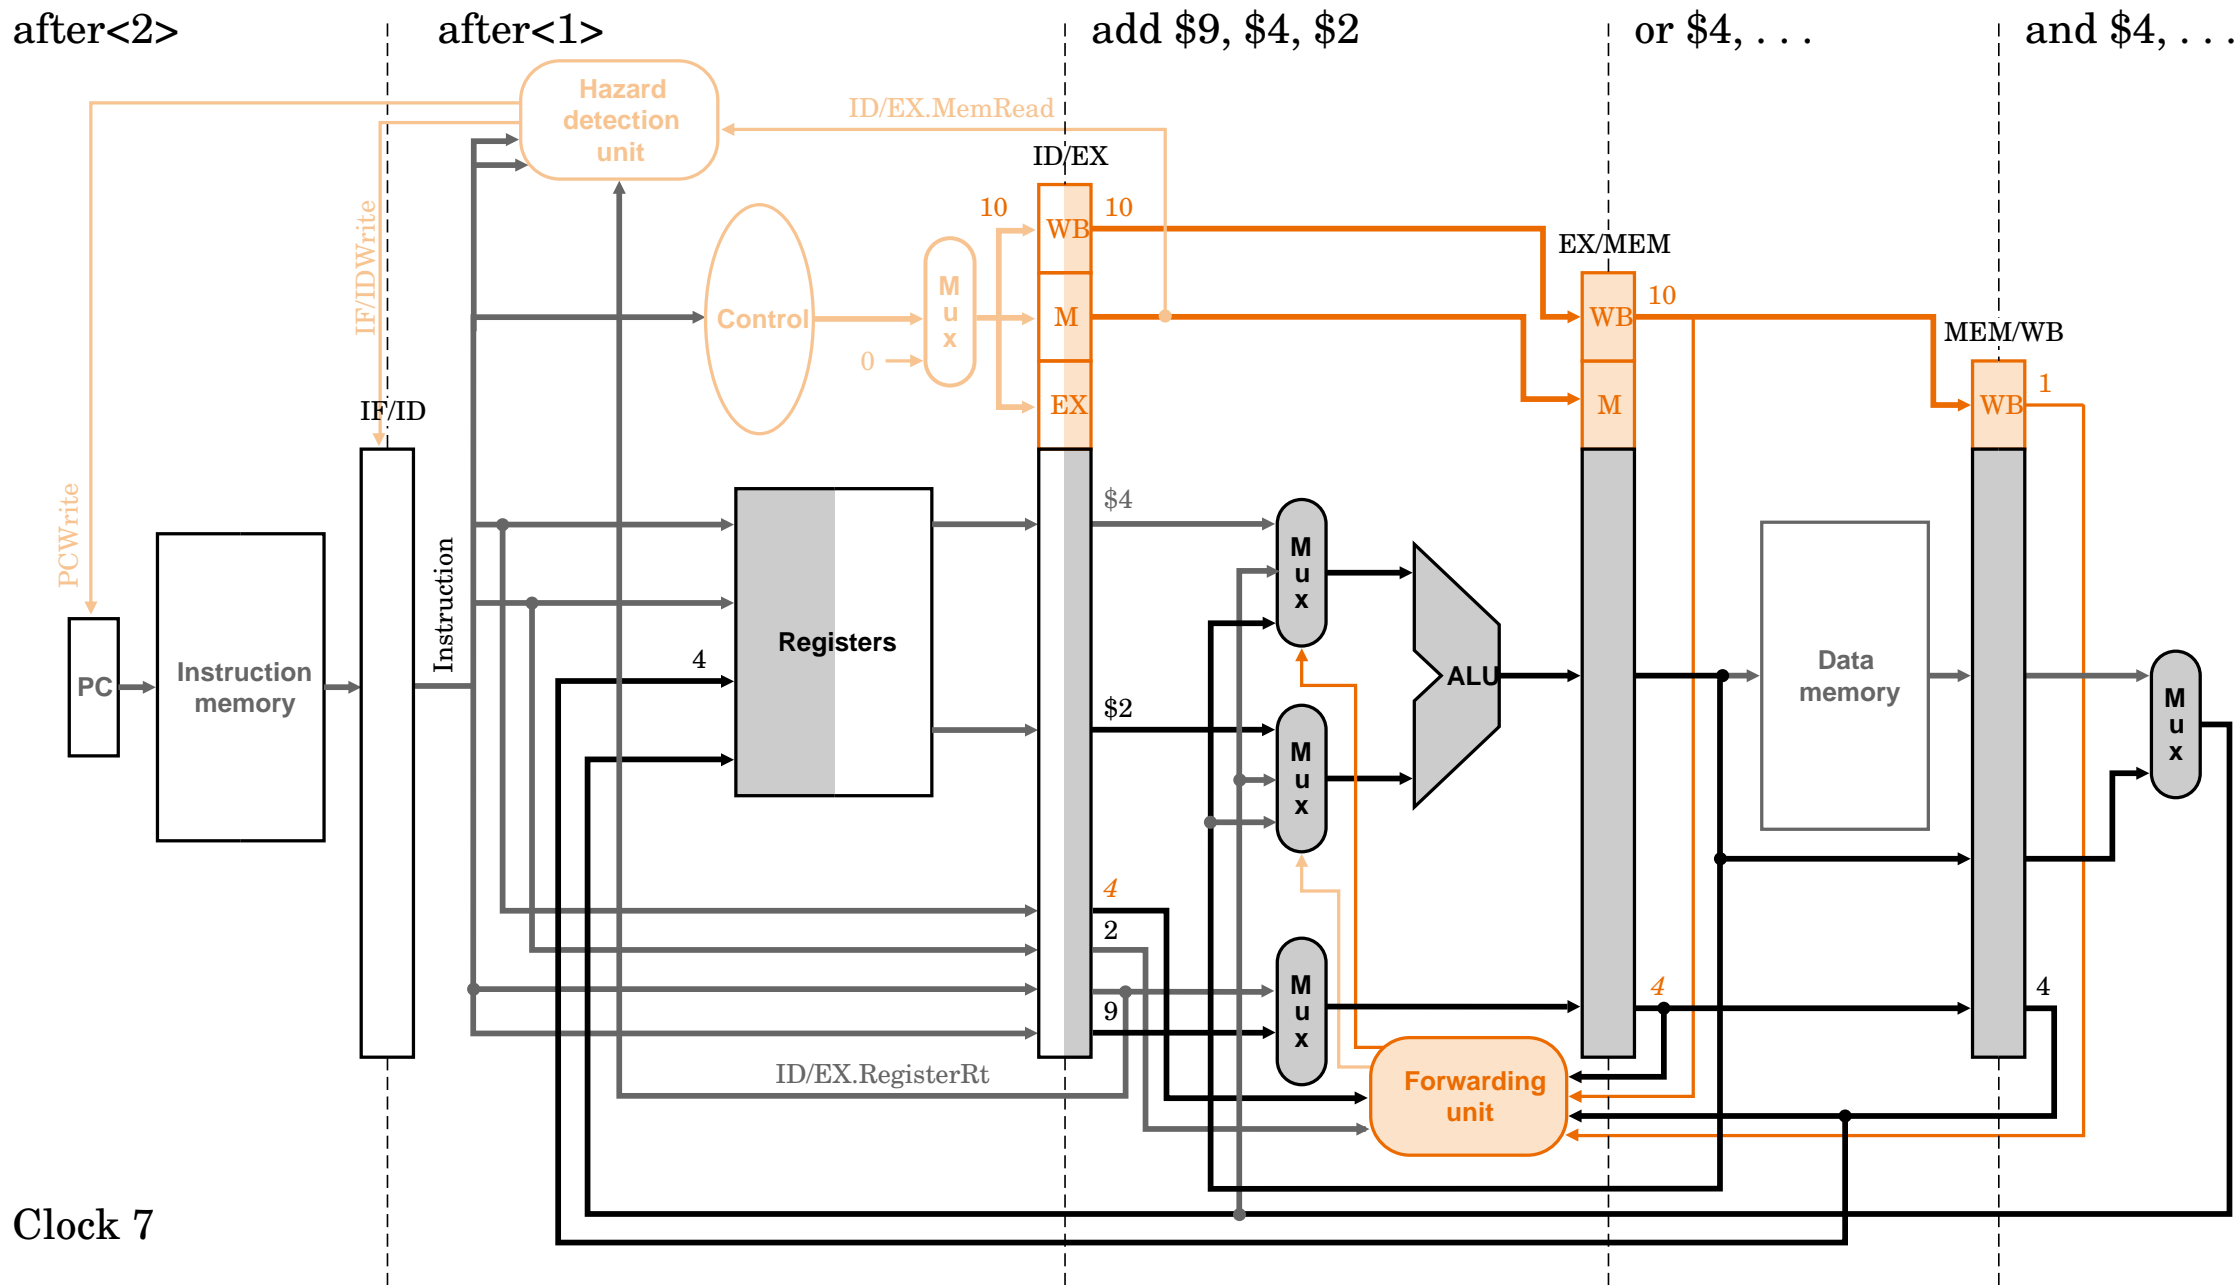 after<2>
after<1>
add $9, $4, $2
or $4, . . .
and $4, . . .
Hazard
detection
unit
ID/EX.MemRead
ID/EX
10
WB
10
EX/MEM
IF/IDWrite
Control
M
u
x
0
M
WB
10
MEM/WB
EX
M
WB
1
IF/ID
PCWrite
Instruction
$4
M
u
x
PC
Instruction
memory
4
Registers
ALU
Data
memory
M
u
x
$2
M
u
x
4
2
9
M
u
x
4
4
ID/EX.RegisterRt
Forwarding
unit
Clock 7